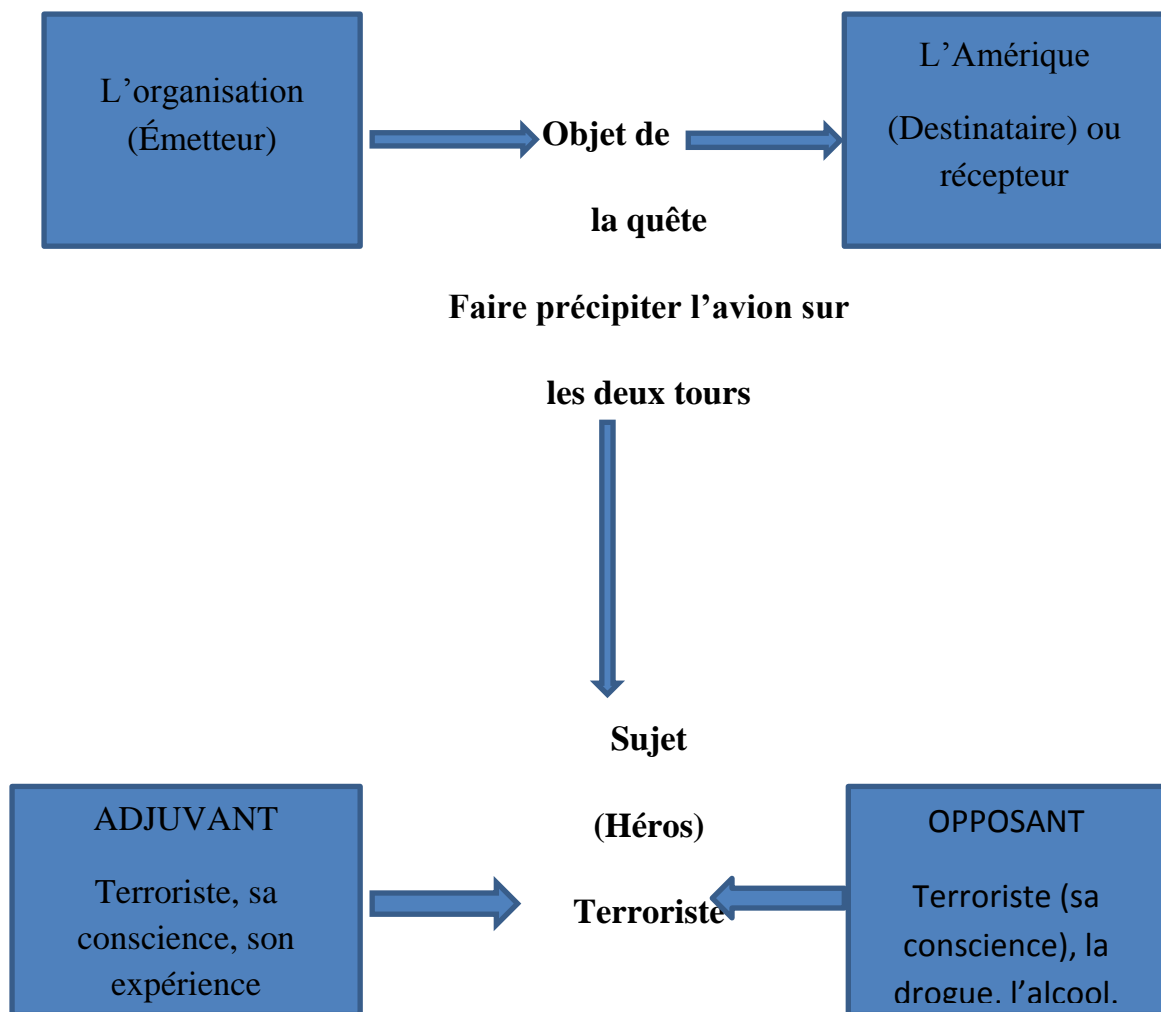 L’organisation
(Émetteur)
Objet de
la quête
Faire précipiter l’avion sur
les deux tours
L’Amérique
(Destinataire) ou
récepteur
Sujet
(Héros)
Terroriste
ADJUVANT
Terroriste, sa
conscience, son
expérience
OPPOSANT
Terroriste (sa
conscience), la
drogue, l’alcool,